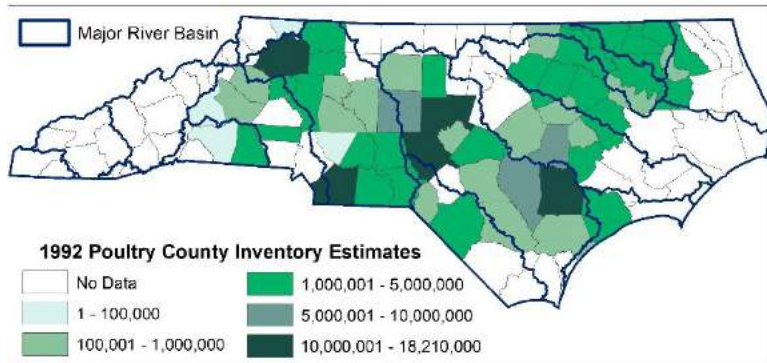 Major River Basin
1992 Poultry County Inventory Estimates
No Data
1 - 100,000
100,001 - 1,000,000
1,000,001 - 5,000,000
5,000,001 - 10,000,000
10,000,001 - 18,210,000